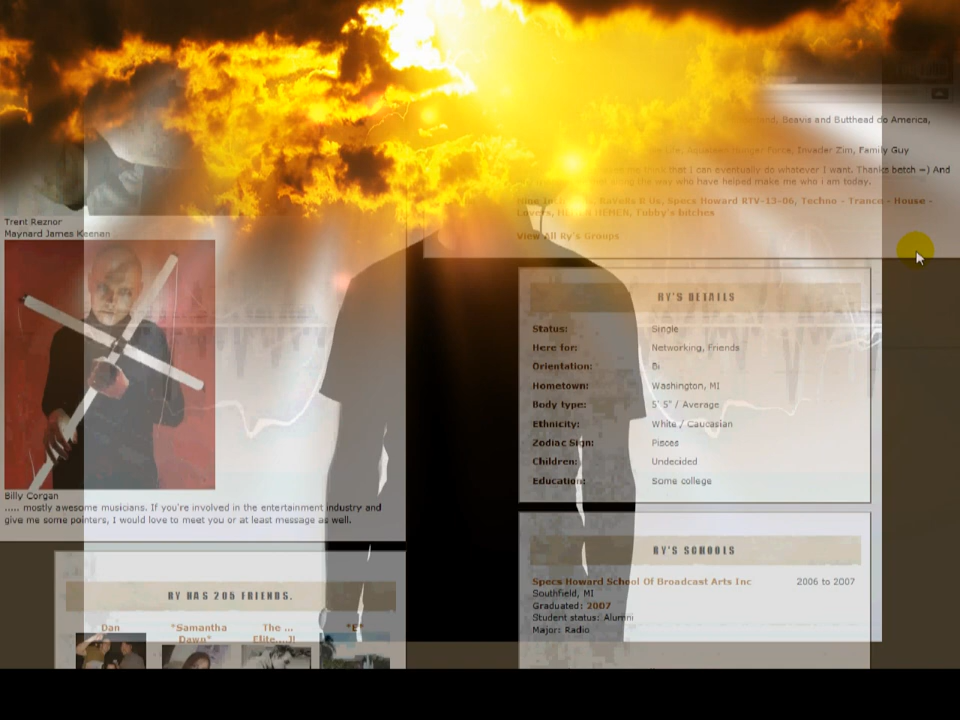 Beavis and Butthead do America,
Invader Zim, Family Guy
think that I can eventually do whatever I want. Thanks betch =) And
the way who have helped make me who i am today.
Us, Specs Howard RTV-13-06, Techno - Trance - House -
Lovers, HEMEN, Tubby's bitches
View All Ry's Groups
Trent Reznor
Maynard James Keenan
Billy Corgan
..... mostly awesome musicians. If you're involved in the entertainment industry and
give me some pointers, I would love to meet you or at least message as well.
RY HAS 205 FRIENDS.
Dan
*Samantha Dawn*
The ... Elite....J!
*E*
RY'S DETAILS
Status: Single
Here for: Networking, Friends
Orientation: Bi
Hometown: Washington, MI
Body type: 5' 5" / Average
Ethnicity: White / Caucasian
Zodiac Sign: Pisces
Children: Undecided
Education: Some college
RY'S SCHOOLS
Specs Howard School Of Broadcast Arts Inc 2006 to 2007
Southfield, MI
Graduated: 2007
Student status: Alumni
Major: Radio